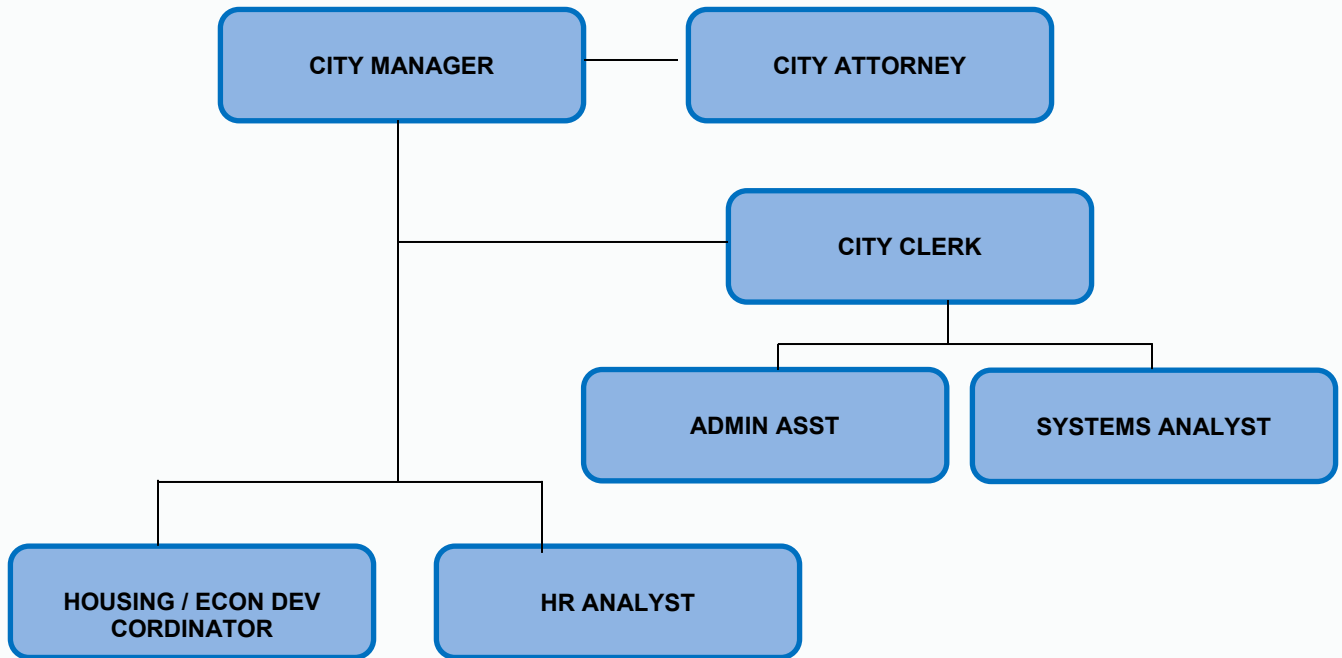 CITY MANAGER
CITY ATTORNEY
CITY CLERK
ADMIN ASST
SYSTEMS ANALYST
HOUSING / ECON DEV
CORDINATOR
HR ANALYST